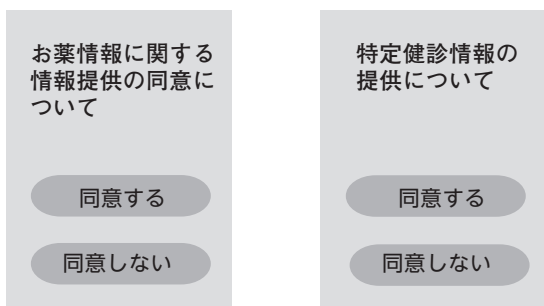 お薬情報に関する
情報提供の同意に
ついて
同意する
同意しない
特定健診情報の
提供について
同意する
同意しない